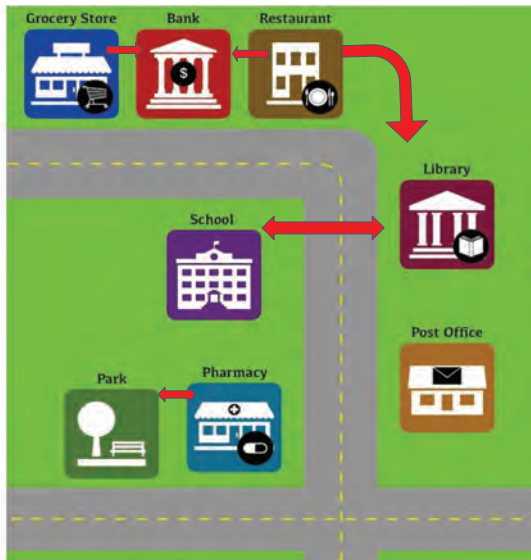 Grocery Store
Bank
Restaurant
$
Library
School
Post Office
Park
Pharmacy